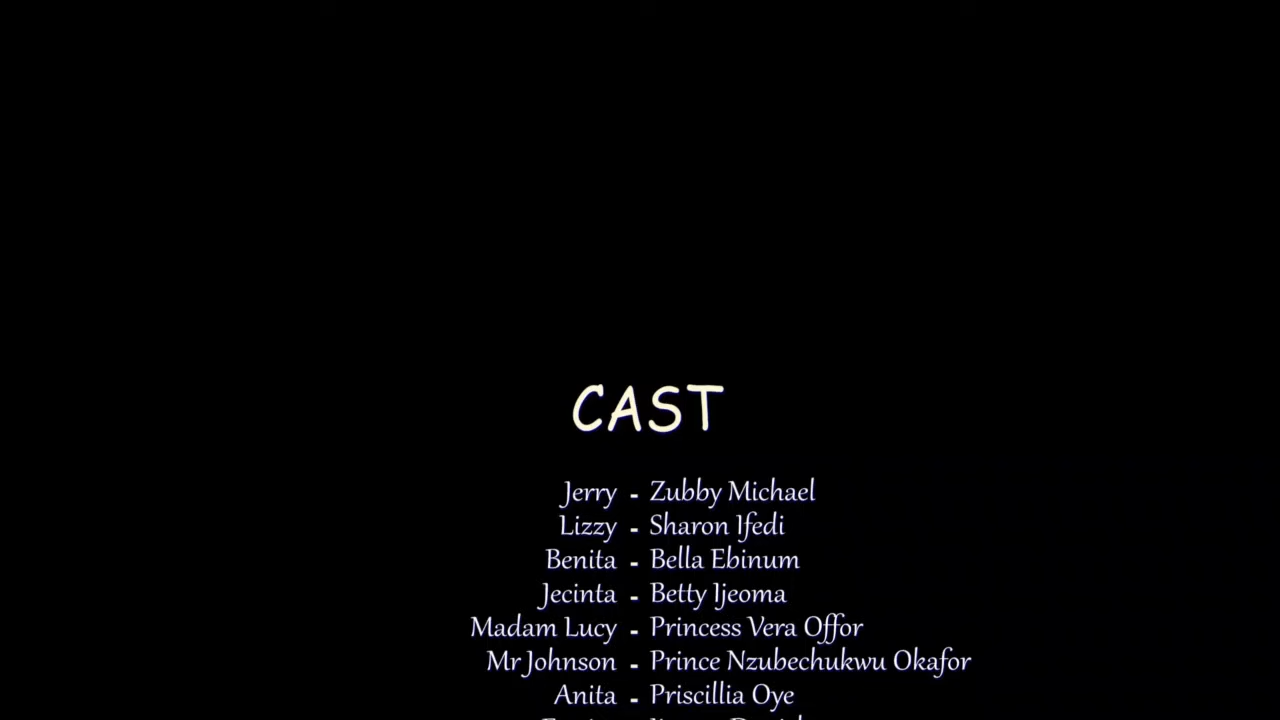 CAST
Jerry - Zubby Michael
Lizzy - Sharon Ifedi
Benita - Bella Ebinum
Jecinta - Betty Ijeoma
Madam Lucy - Princess Vera Offor
Mr Johnson - Prince Nzubechukwu Okafor
Anita - Priscillia Oye